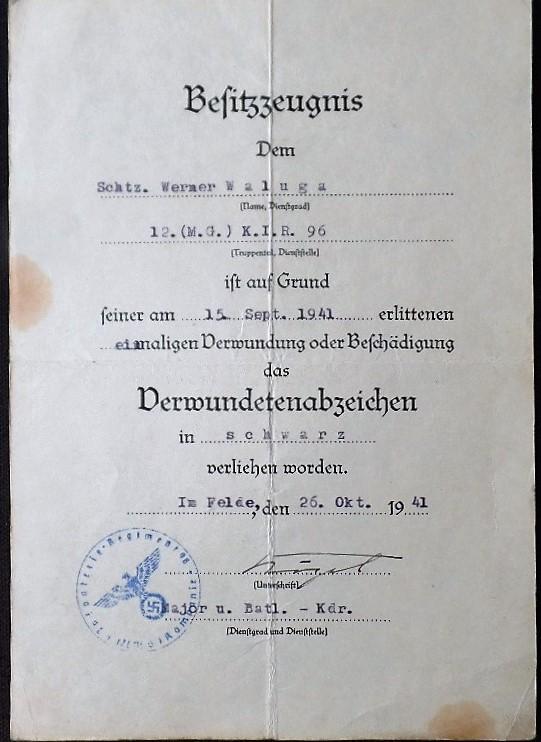 Besitzzeugnis
Dem
Schtz. Werner Waluga
(Name, Dienstgrad)
12.(M.G.) K.I.R. 96
(Truppenteil, Dienststelle)
ist auf Grund
seiner am 15. Sept. 1941 erlittenen
einmaligen Verwundung oder Beschädigung
das
Verwundetenabzeichen
in schwarz
verliehen worden.
Im Felde, den 26. Okt. 1941
(Unterschrift)
Major u. Batl. - Kdr.
(Dienstgrad und Dienststelle)